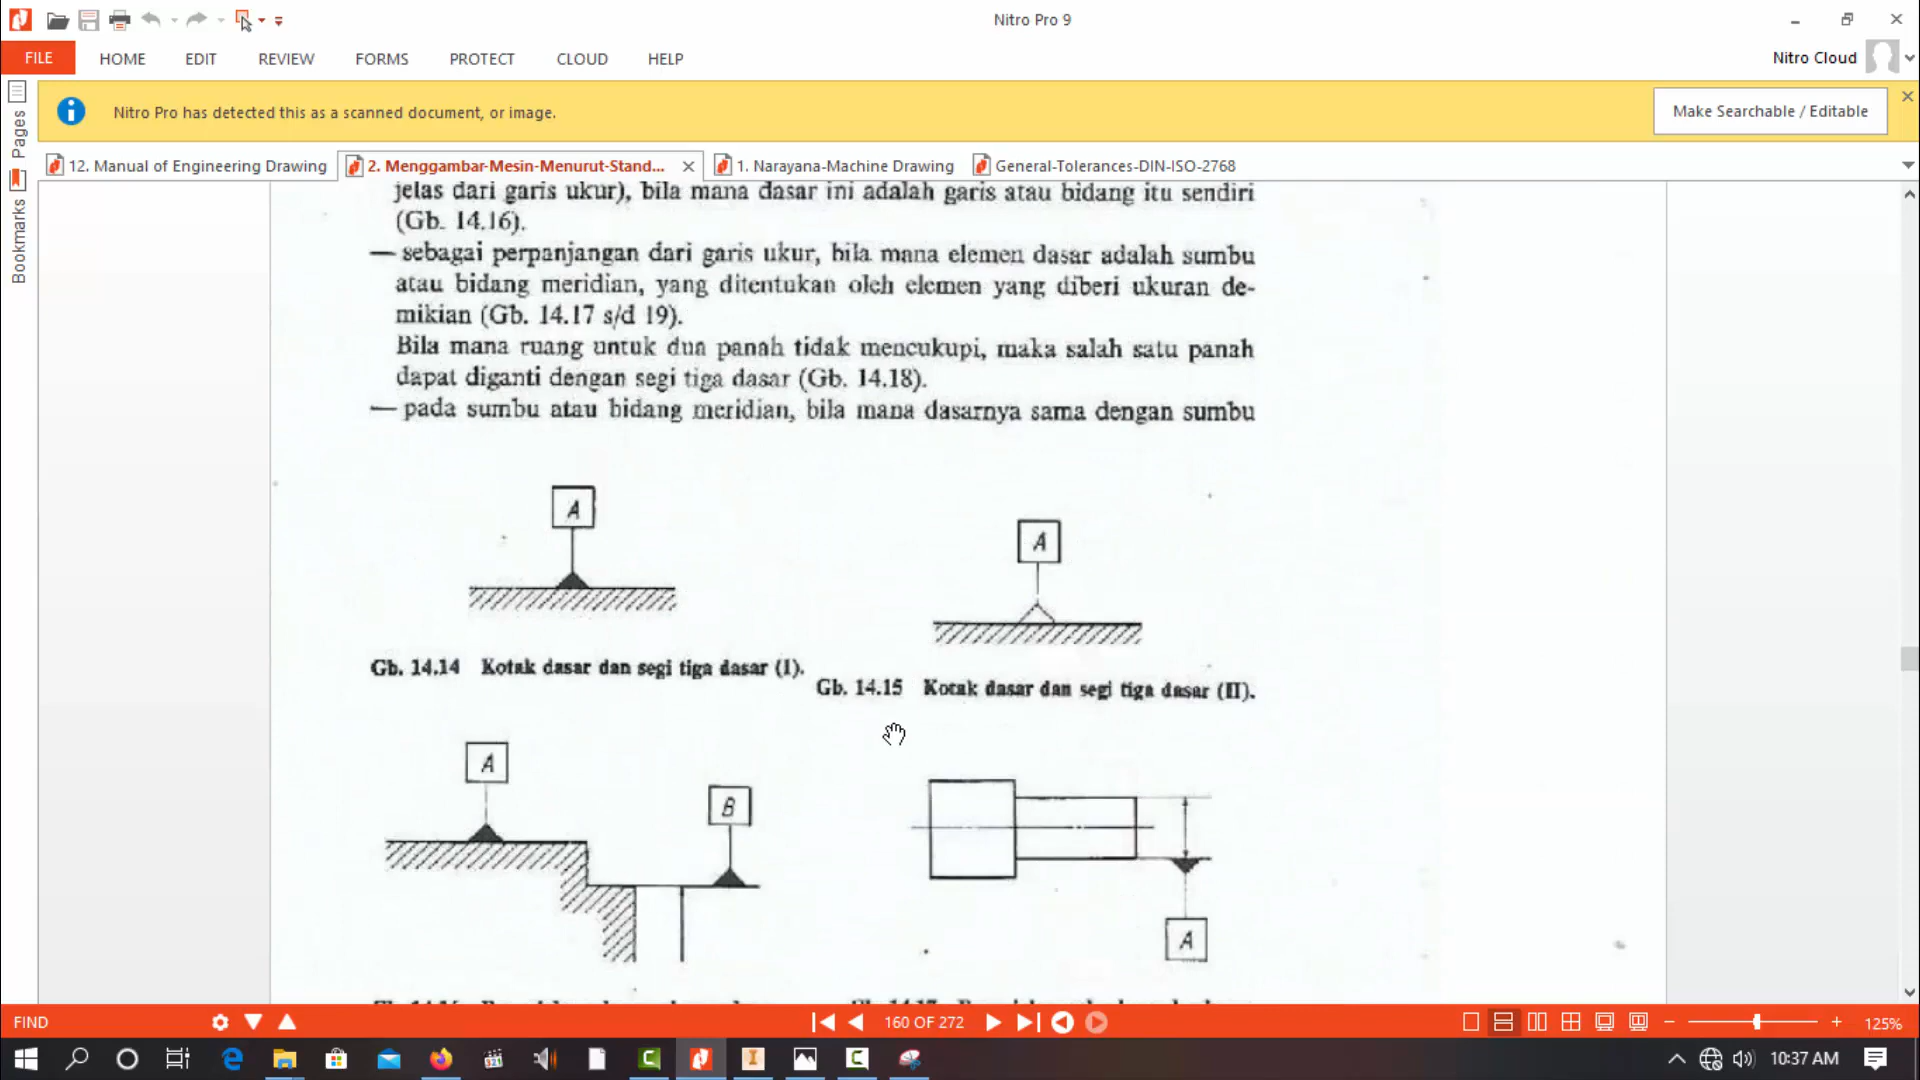 Nitro Pro 9
FILE
HOME
EDIT
REVIEW
FORMS
PROTECT
CLOUD
HELP
Nitro Cloud
Nitro Pro has detected this as a scanned document, or image.
Make Searchable / Editable
Pages
Bookmarks
12. Manual of Engineering Drawing
2. Menggambar-Mesin-Menurut-Stand...
1. Narayana-Machine Drawing
General-Tolerances-DIN-ISO-2768
jelas dari garis ukur), bila mana dasar ini adalah garis atau bidang itu sendiri
(Gb. 14.16).
— sebagai perpanjangan dari garis ukur, bila mana elemen dasar adalah sumbu
atau bidang meridian, yang ditentukan oleh elemen yang diberi ukuran de-
mikian (Gb. 14.17 s/d 19).
Bila mana ruang untuk dua panah tidak mencukupi, maka salah satu panah
dapat diganti dengan segi tiga dasar (Gb. 14.18).
— pada sumbu atau bidang meridian, bila mana dasarnya sama dengan sumbu
A
A
Gb. 14.14 Kotak dasar dan segi tiga dasar (I).
Gb. 14.15 Kotak dasar dan segi tiga dasar (II).
A
B
A
FIND
160 OF 272
125%
10:37 AM